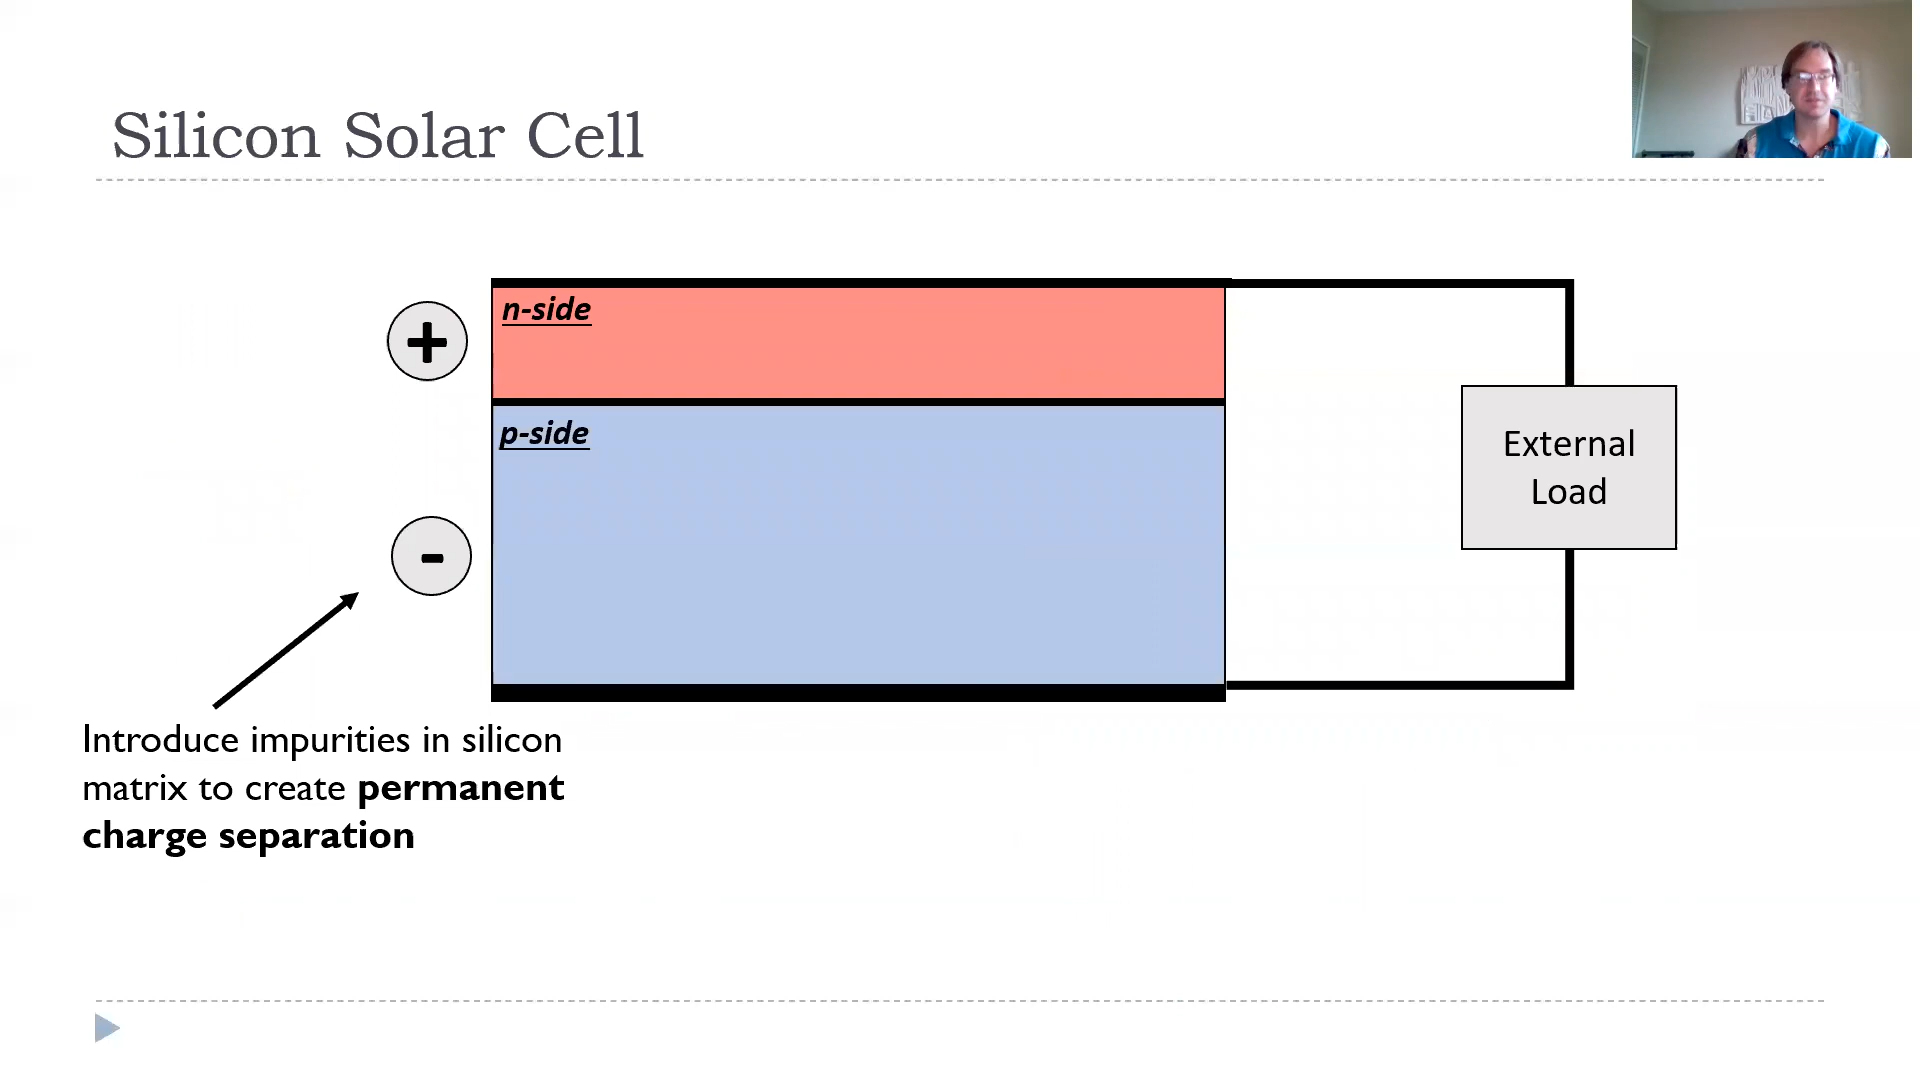 Silicon Solar Cell
+
n-side
p-side
-
External
Load
Introduce impurities in silicon
matrix to create permanent
charge separation